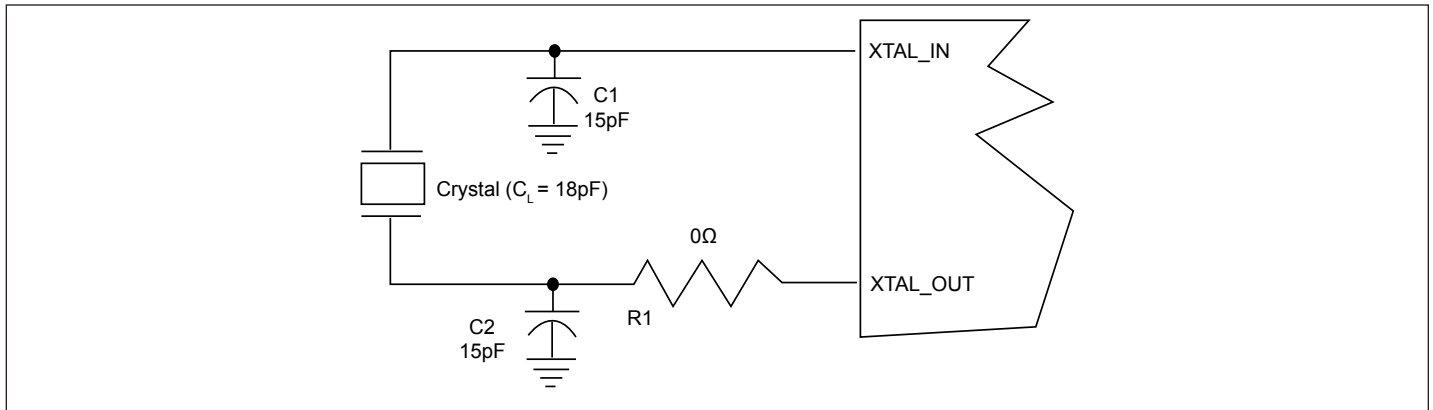 XTAL_IN
C1
15pF
Crystal (C_L = 18pF)
0Ω
XTAL_OUT
R1
C2
15pF